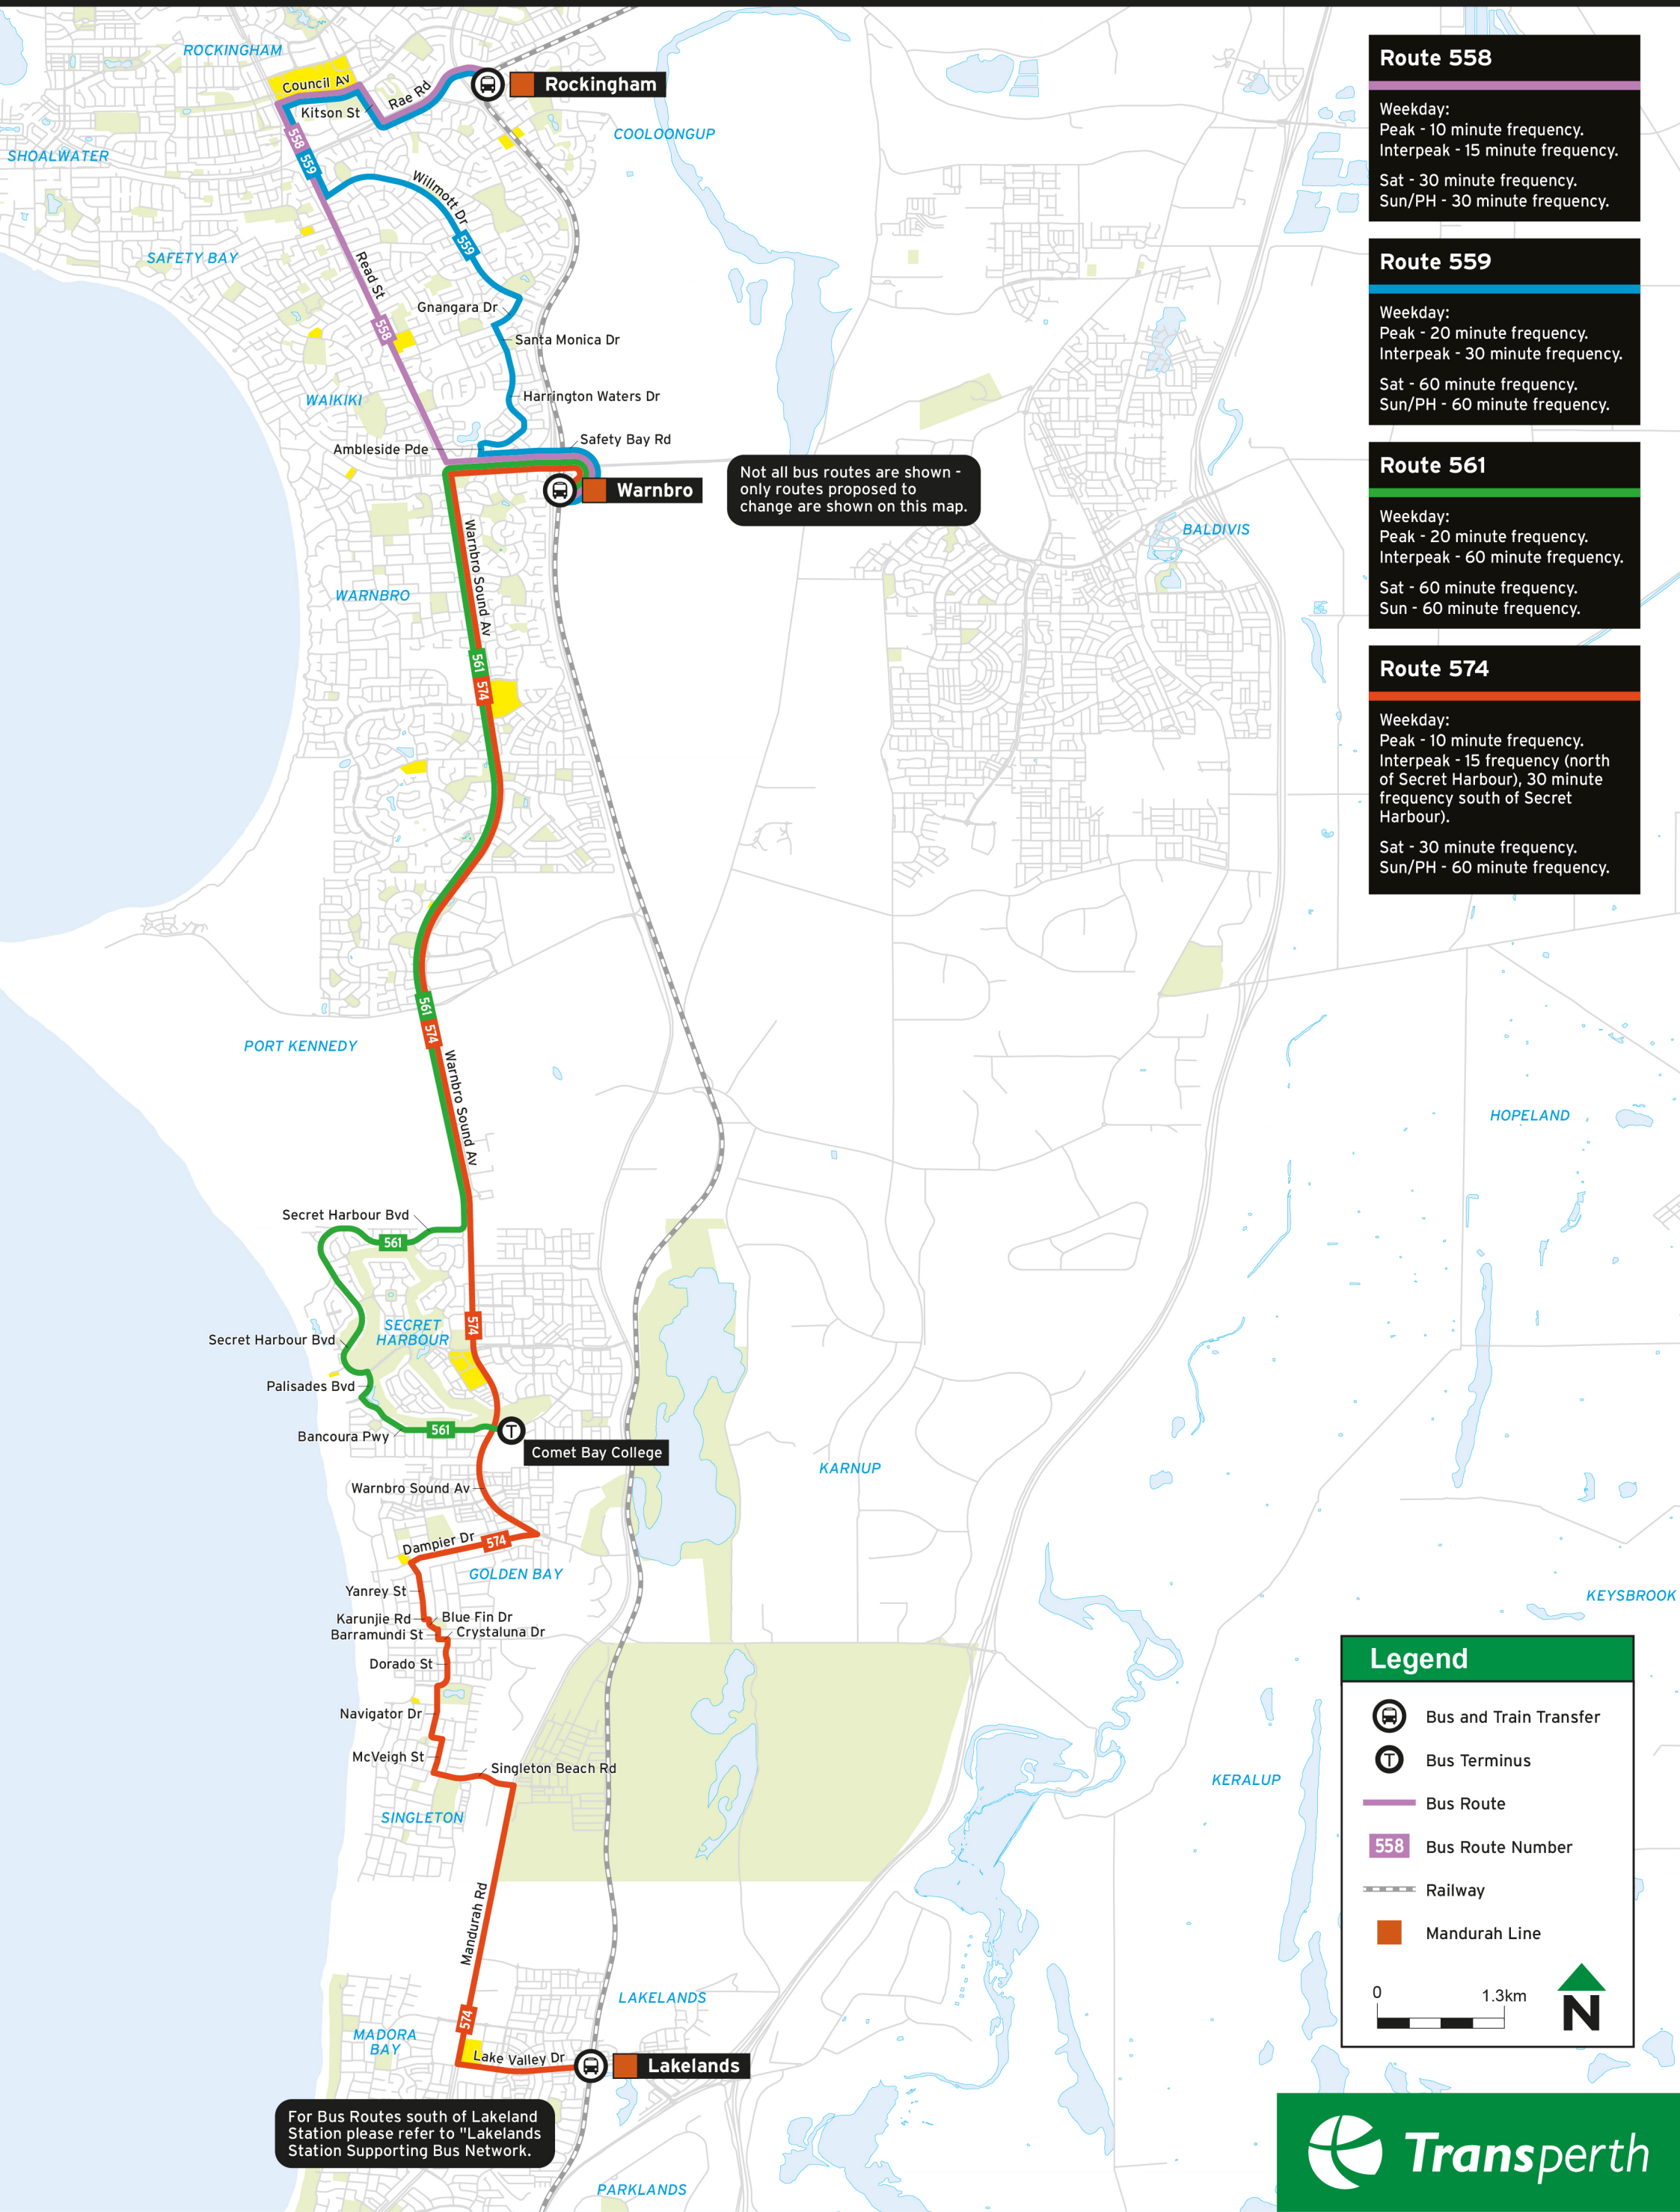 ROCKINGHAM
Council Av
Kitson St
Rae Rd
Rockingham
COOLOONGUP
SHOALWATER
558
559
Willmott Dr
559
SAFETY BAY
Read St
Gnangara Dr
558
Santa Monica Dr
WAIKIKI
Harrington Waters Dr
Ambleside Pde
Safety Bay Rd
Warnbro
Not all bus routes are shown -
only routes proposed to
change are shown on this map.
BALDIVIS
Warnbro Sound Av
WARNBRO
561
574
561
574
PORT KENNEDY
Warnbro Sound Av
HOPELAND
Secret Harbour Bvd
561
SECRET
HARBOUR
574
Secret Harbour Bvd
Palisades Bvd
Bancoura Pwy
561
T
Comet Bay College
KARNUP
Warnbro Sound Av
Dampier Dr
574
GOLDEN BAY
Yanrey St
KEYSBROOK
Karunjie Rd
Blue Fin Dr
Barramundi St
Crystaluna Dr
Dorado St
Navigator Dr
McVeigh St
Singleton Beach Rd
KERALUP
SINGLETON
Mandurah Rd
LAKELANDS
574
MADORA
BAY
Lake Valley Dr
Lakelands
For Bus Routes south of Lakeland
Station please refer to "Lakelands
Station Supporting Bus Network.
PARKLANDS
Route 558
Weekday:
Peak - 10 minute frequency.
Interpeak - 15 minute frequency.
Sat - 30 minute frequency.
Sun/PH - 30 minute frequency.
Route 559
Weekday:
Peak - 20 minute frequency.
Interpeak - 30 minute frequency.
Sat - 60 minute frequency.
Sun/PH - 60 minute frequency.
Route 561
Weekday:
Peak - 20 minute frequency.
Interpeak - 60 minute frequency.
Sat - 60 minute frequency.
Sun - 60 minute frequency.
Route 574
Weekday:
Peak - 10 minute frequency.
Interpeak - 15 frequency (north
of Secret Harbour), 30 minute
frequency south of Secret
Harbour).
Sat - 30 minute frequency.
Sun/PH - 60 minute frequency.
Legend
Bus and Train Transfer
T Bus Terminus
Bus Route
558 Bus Route Number
Railway
Mandurah Line
0 1.3km
N
Transperth